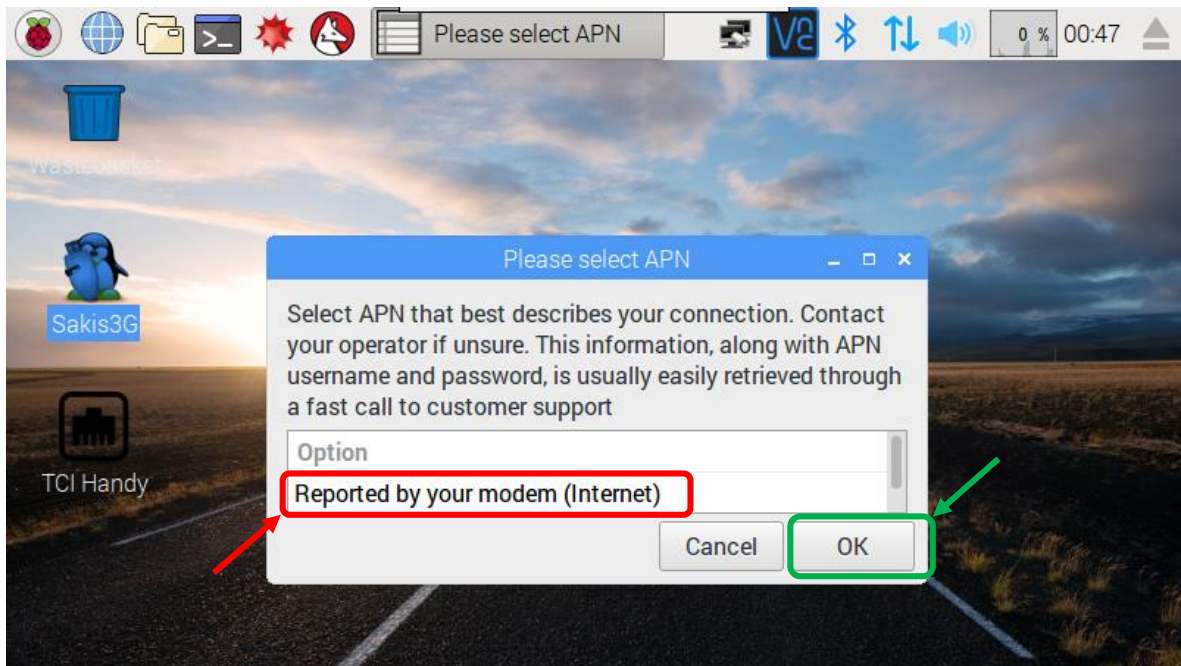 Please select APN
0 %
00:47
Wastebasket
Sakis3G
TCI Handy
Please select APN
Select APN that best describes your connection. Contact
your operator if unsure. This information, along with APN
username and password, is usually easily retrieved through
a fast call to customer support
Option
Reported by your modem (Internet)
Cancel
OK